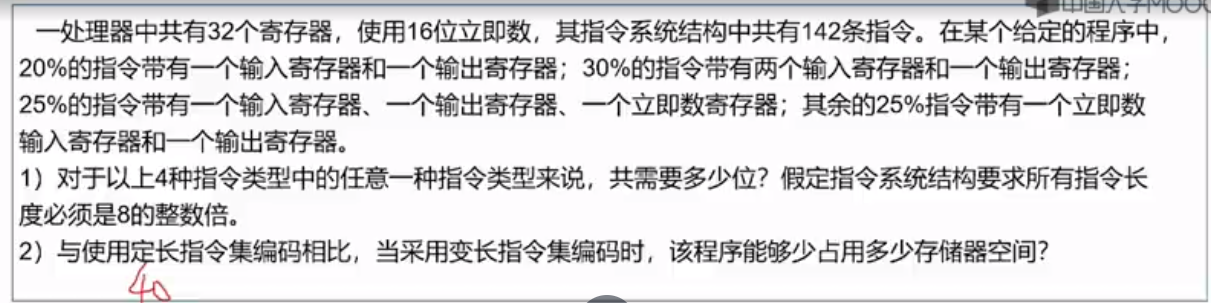 中国大学MOOC
一处理器中共有32个寄存器，使用16位立即数，其指令系统结构中共有142条指令。在某个给定的程序中，
20%的指令带有一个输入寄存器和一个输出寄存器；30%的指令带有两个输入寄存器和一个输出寄存器；
25%的指令带有一个输入寄存器、一个输出寄存器、一个立即数寄存器；其余的25%指令带有一个立即数
输入寄存器和一个输出寄存器。
1）对于以上4种指令类型中的任意一种指令类型来说，共需要多少位？假定指令系统结构要求所有指令长
度必须是8的整数倍。
2）与使用定长指令集编码相比，当采用变长指令集编码时，该程序能够少占用多少存储器空间？
40